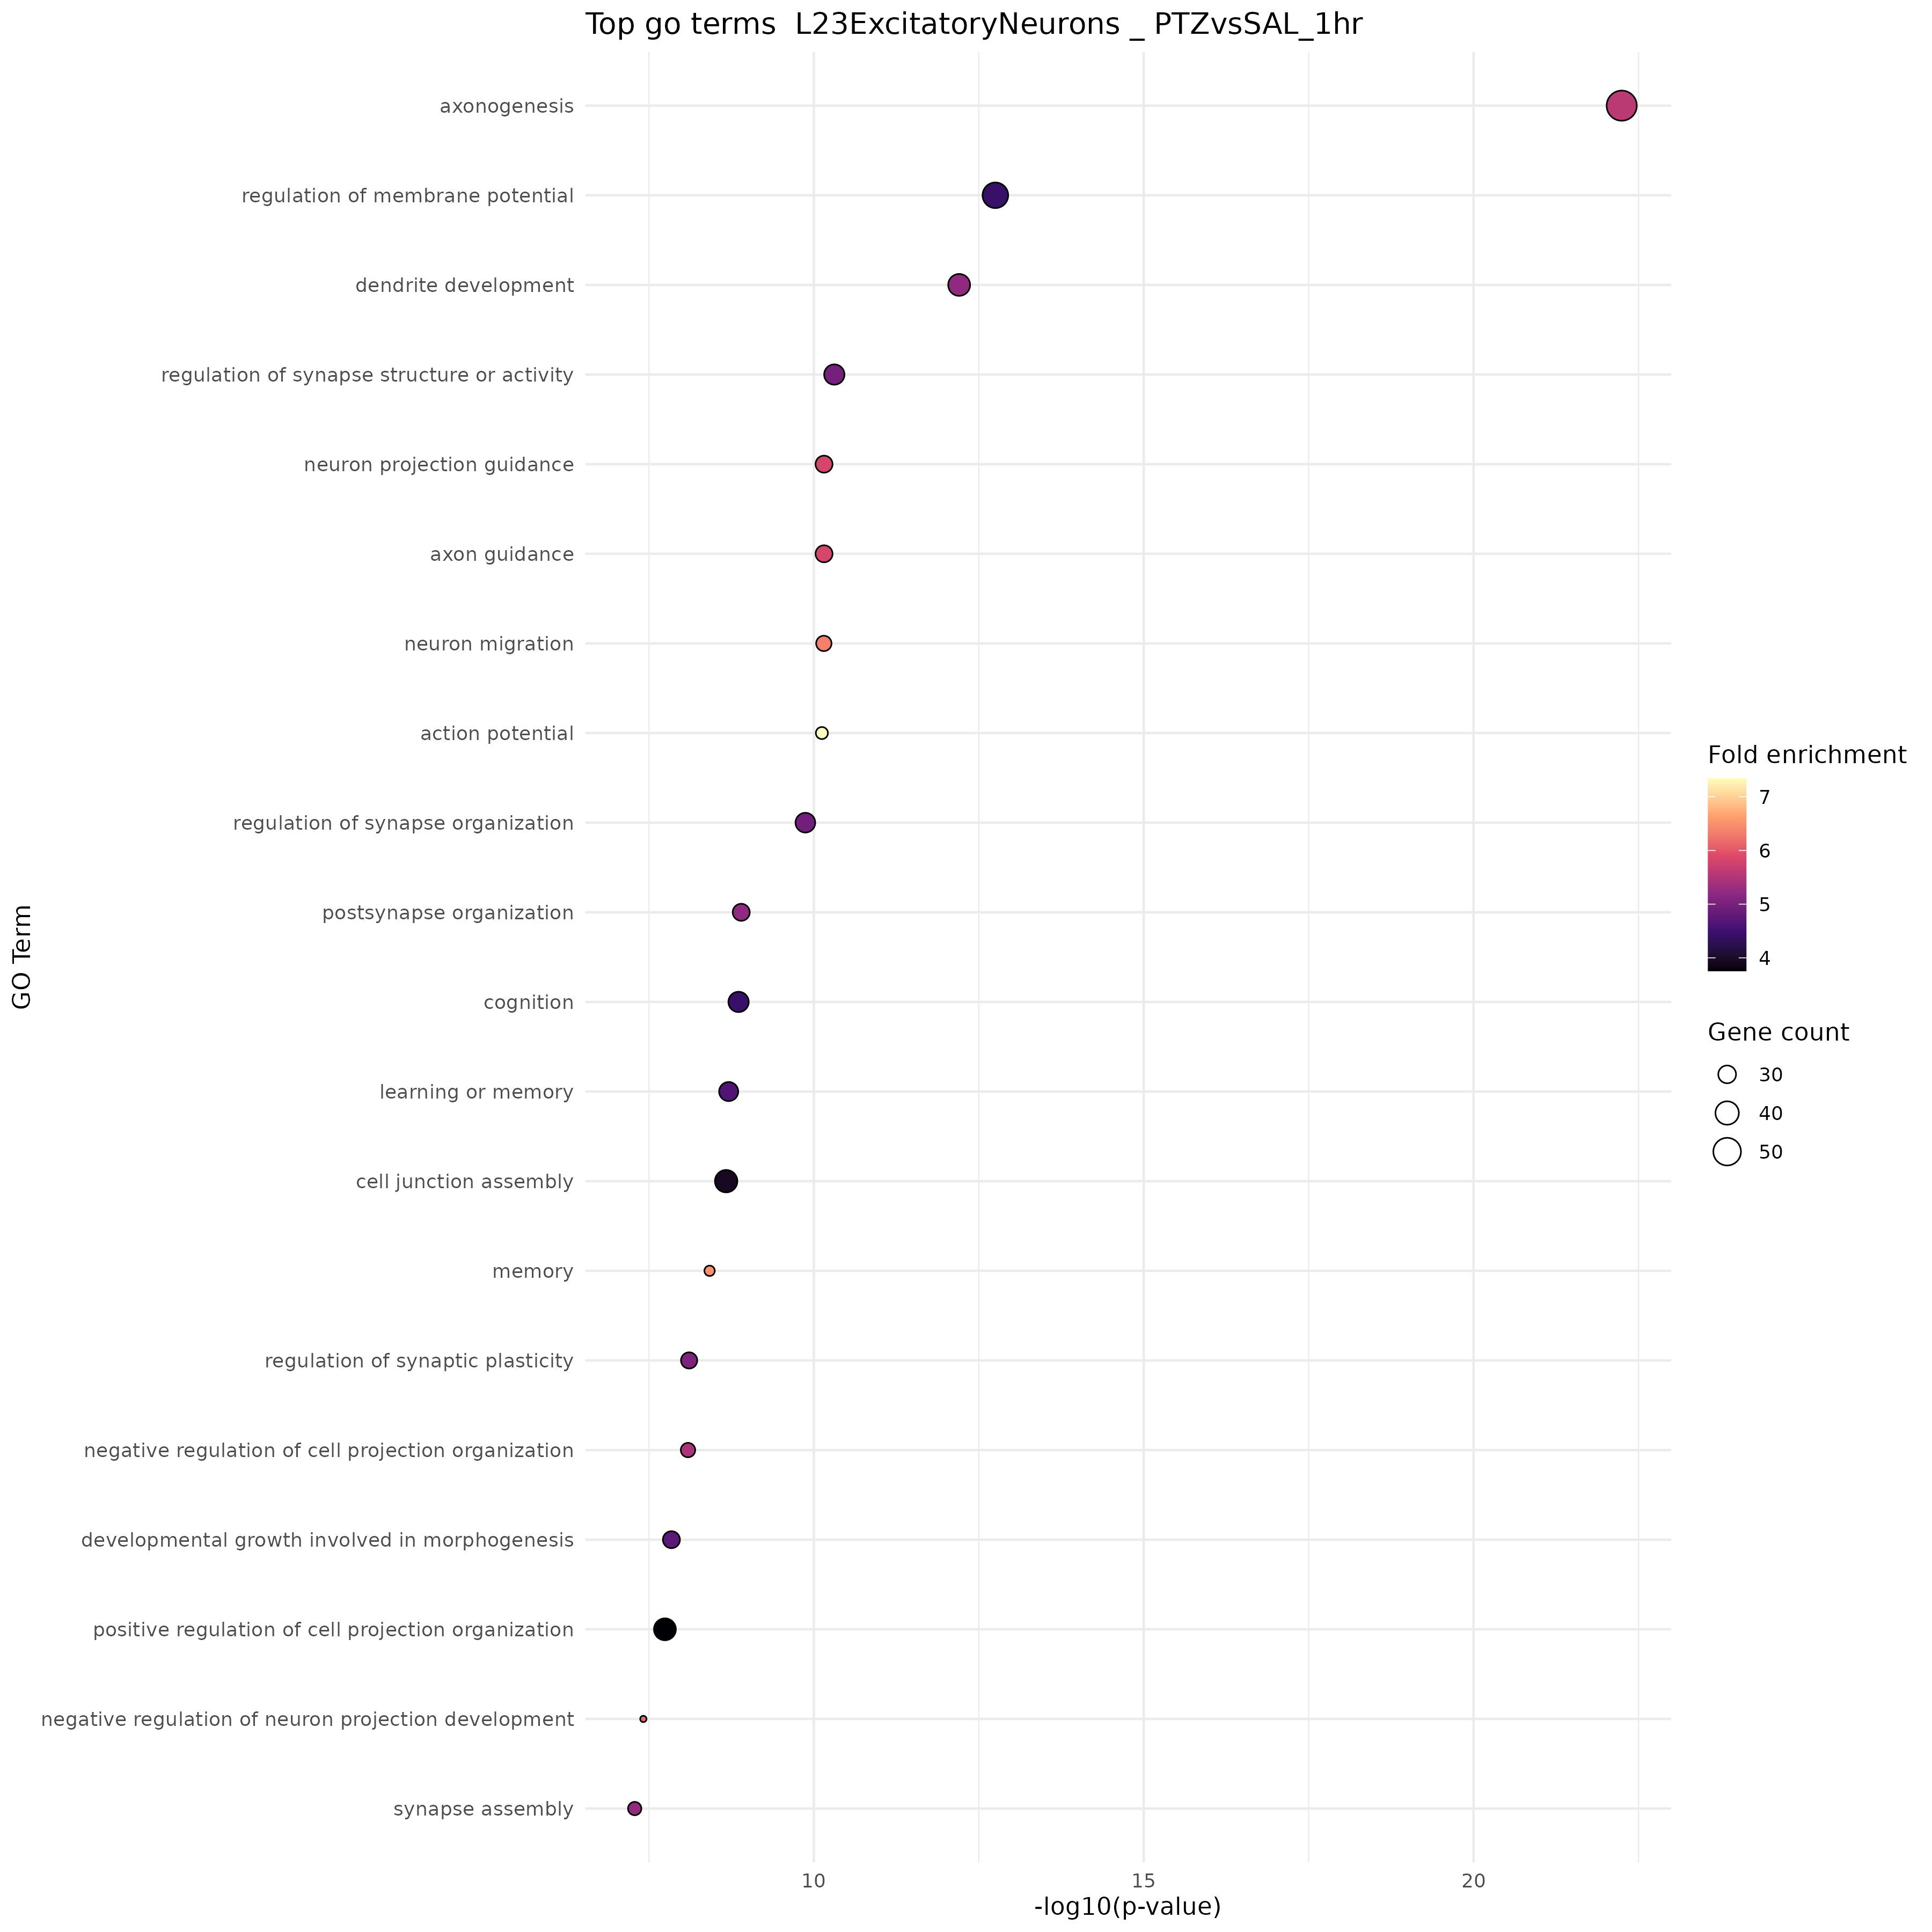 Top go terms  L23ExcitatoryNeurons _ PTZvsSAL_1hr
axonogenesis
regulation of membrane potential
dendrite development
regulation of synapse structure or activity
neuron projection guidance
axon guidance
neuron migration
action potential
regulation of synapse organization
postsynapse organization
cognition
learning or memory
cell junction assembly
memory
regulation of synaptic plasticity
negative regulation of cell projection organization
developmental growth involved in morphogenesis
positive regulation of cell projection organization
negative regulation of neuron projection development
synapse assembly
GO Term
10
15
20
-log10(p-value)
Fold enrichment
7
6
5
4
Gene count
30
40
50